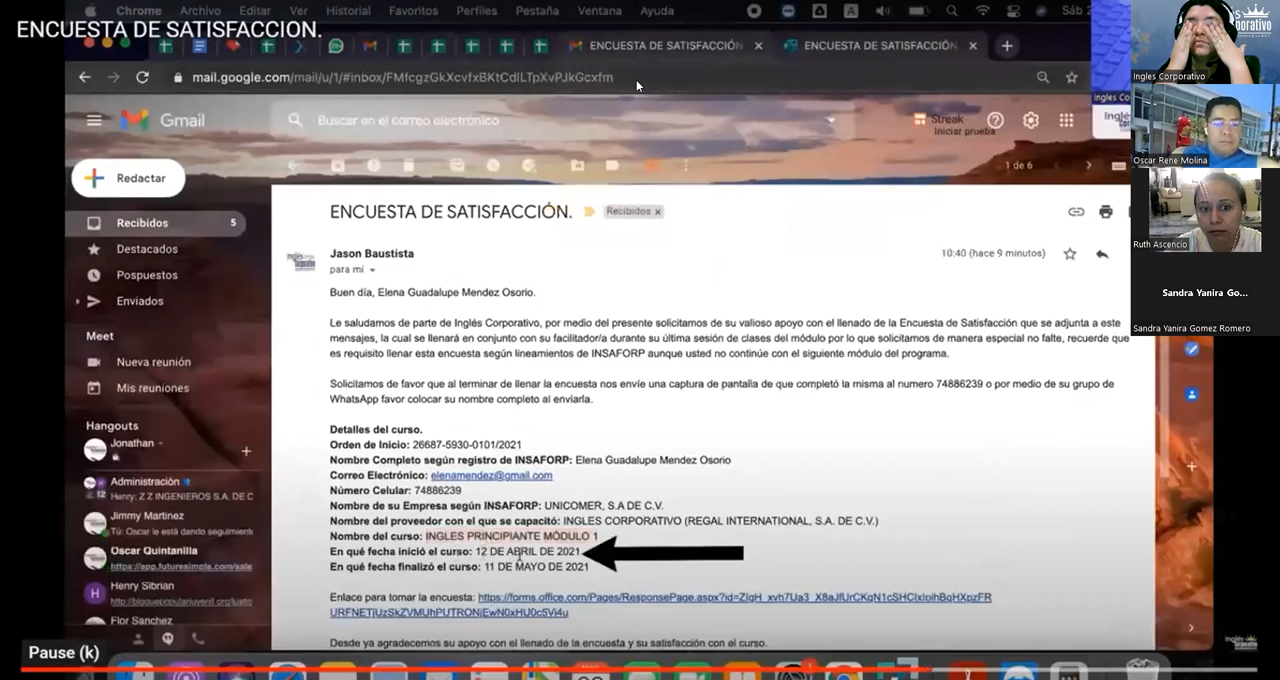 Chrome Archivo Editar Ver Historial Favoritos Perfiles Pestaña Ventana Ayuda
ENCUESTA DE SATISFACCION.
ENCUESTA DE SATISFACCIÓN
ENCUESTA DE SATISFACCIÓN
mail.google.com/mail/u/1/#inbox/
Ingles Corporativo
Gmail
Buscar en el correo electrónico
Streak
Iniciar prueba
Redactar
1 de 6
Recibidos 5
Destacados
Pospuestos
Enviados
Meet
Nueva reunión
Mis reuniones
Hangouts
Jonathan
Administración
Henry: Z Z INGENIEROS S.A. DE C
Jimmy Martinez
Tú: Oscar le está dando seguimiento
Oscar Quintanilla
https://app.futuresimple.com/sale
Henry Sibrian
Flor Sanchez
ENCUESTA DE SATISFACCIÓN. Recibidos x
Jason Baustista
para mí
10:40 (hace 9 minutos)
Buen día, Elena Guadalupe Mendez Osorio.
Le saludamos de parte de Inglés Corporativo, por medio del presente solicitamos de su valioso apoyo con el llenado de la Encuesta de Satisfacción que se adjunta a este
mensajes, la cual se llenará en conjunto con su facilitador/a durante su última sesión de clases del módulo por lo que solicitamos de manera especial no falte, recuerde que
es requisito llenar esta encuesta según lineamientos de INSAFORP aunque usted no continúe con el siguiente módulo del programa.
Solicitamos de favor que al terminar de llenar la encuesta nos envíe una captura de pantalla de que completó la misma al numero 74886239 o por medio de su grupo de
WhatsApp favor colocar su nombre completo al enviarla.
Detalles del curso.
Orden de Inicio: 26687-5930-0101/2021
Nombre Completo según registro de INSAFORP: Elena Guadalupe Mendez Osorio
Correo Electrónico: elenamendez@gmail.com
Número Celular: 74886239
Nombre de su Empresa según INSAFORP: UNICOMER, S.A DE C.V.
Nombre del proveedor con el que se capacitó: INGLES CORPORATIVO (REGAL INTERNATIONAL, S.A. DE C.V.)
Nombre del curso: INGLES PRINCIPIANTE MÓDULO 1
En qué fecha inició el curso: 12 DE ABRIL DE 2021
En qué fecha finalizó el curso: 11 DE MAYO DE 2021
Enlace para tomar la encuesta: https://forms.office.com/Pages/ResponsePage.aspx?id=
Desde ya agradecemos su apoyo con el llenado de la encuesta y su satisfacción con el curso.
Oscar Rene Molina
Ruth Ascencio
Sandra Yanira Go...
Sandra Yanira Gomez Romero
Pause (k)